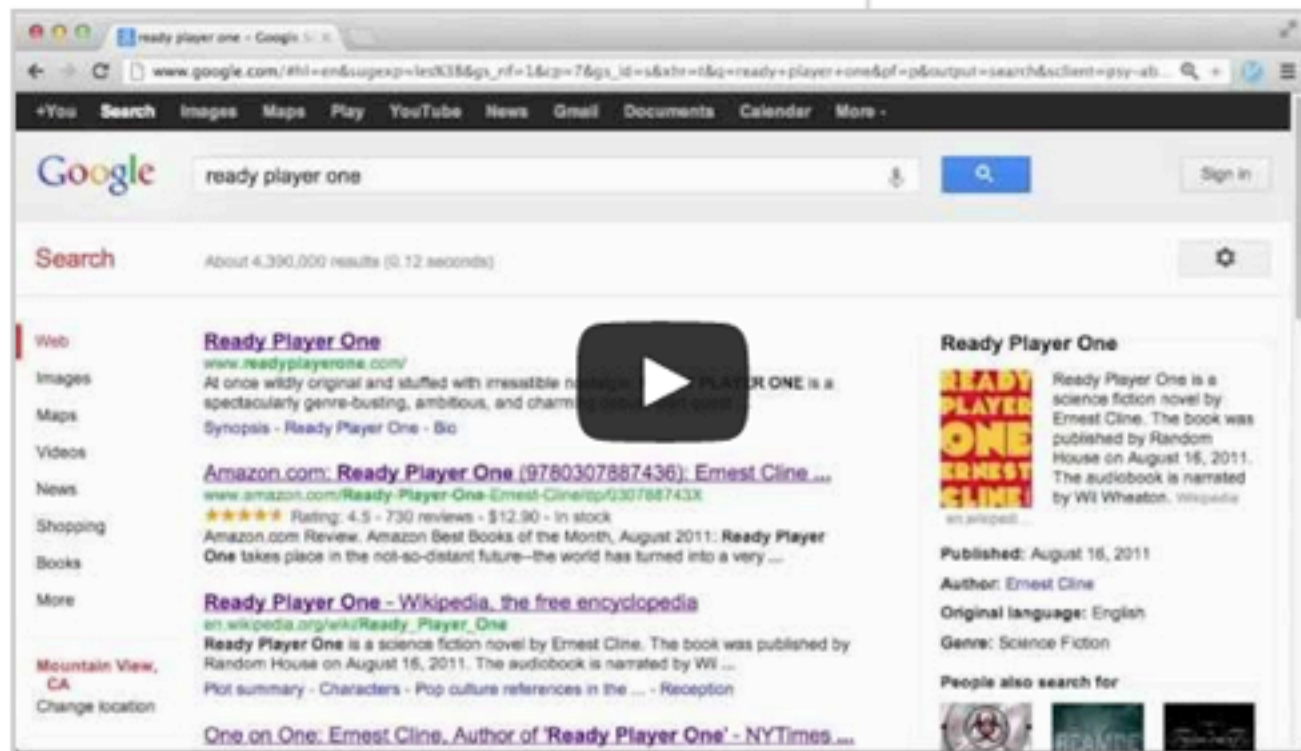 ready player one - Google Se
www.google.com/#hl=en&sugexp=les%3B&gs_nf=1&cp=7&gs_id=s&xhr=t&q=ready+player+one&pf=p&output=search&sclient=psy-ab...
+You Search Images Maps Play YouTube News Gmail Documents Calendar More
Google ready player one Sign in
Search About 4,390,000 results (0.12 seconds)
Web
Images
Maps
Videos
News
Shopping
Books
More
Mountain View,
CA
Change location
Ready Player One
www.readyplayerone.com/
At once wildly original and stuffed with irresistible PLAYER ONE is a
spectacularly genre-busting, ambitious, and charming
Synopsis - Ready Player One - Bio
Amazon.com: Ready Player One (9780307887436): Ernest Cline ...
www.amazon.com/Ready-Player-One-Ernest-Cline/dp/030788743X
Rating: 4.5 - 730 reviews - $12.90 - In stock
Amazon.com Review. Amazon Best Books of the Month, August 2011: Ready Player
One takes place in the not-so-distant future--the world has turned into a very ...
Ready Player One - Wikipedia, the free encyclopedia
en.wikipedia.org/wiki/Ready_Player_One
Ready Player One is a science fiction novel by Ernest Cline. The book was published by
Random House on August 16, 2011. The audiobook is narrated by Wil ...
Plot summary - Characters - Pop culture references in the ... - Reception
One on One: Ernest Cline, Author of 'Ready Player One' - NYTimes ...
Ready Player One
READY
PLAYER
ONE
ERNEST
CLINE
en.wikipedi...
Ready Player One is a
science fiction novel by
Ernest Cline. The book was
published by Random
House on August 16, 2011.
The audiobook is narrated
by Wil Wheaton. Wikipedia
Published: August 16, 2011
Author: Ernest Cline
Original language: English
Genre: Science Fiction
People also search for